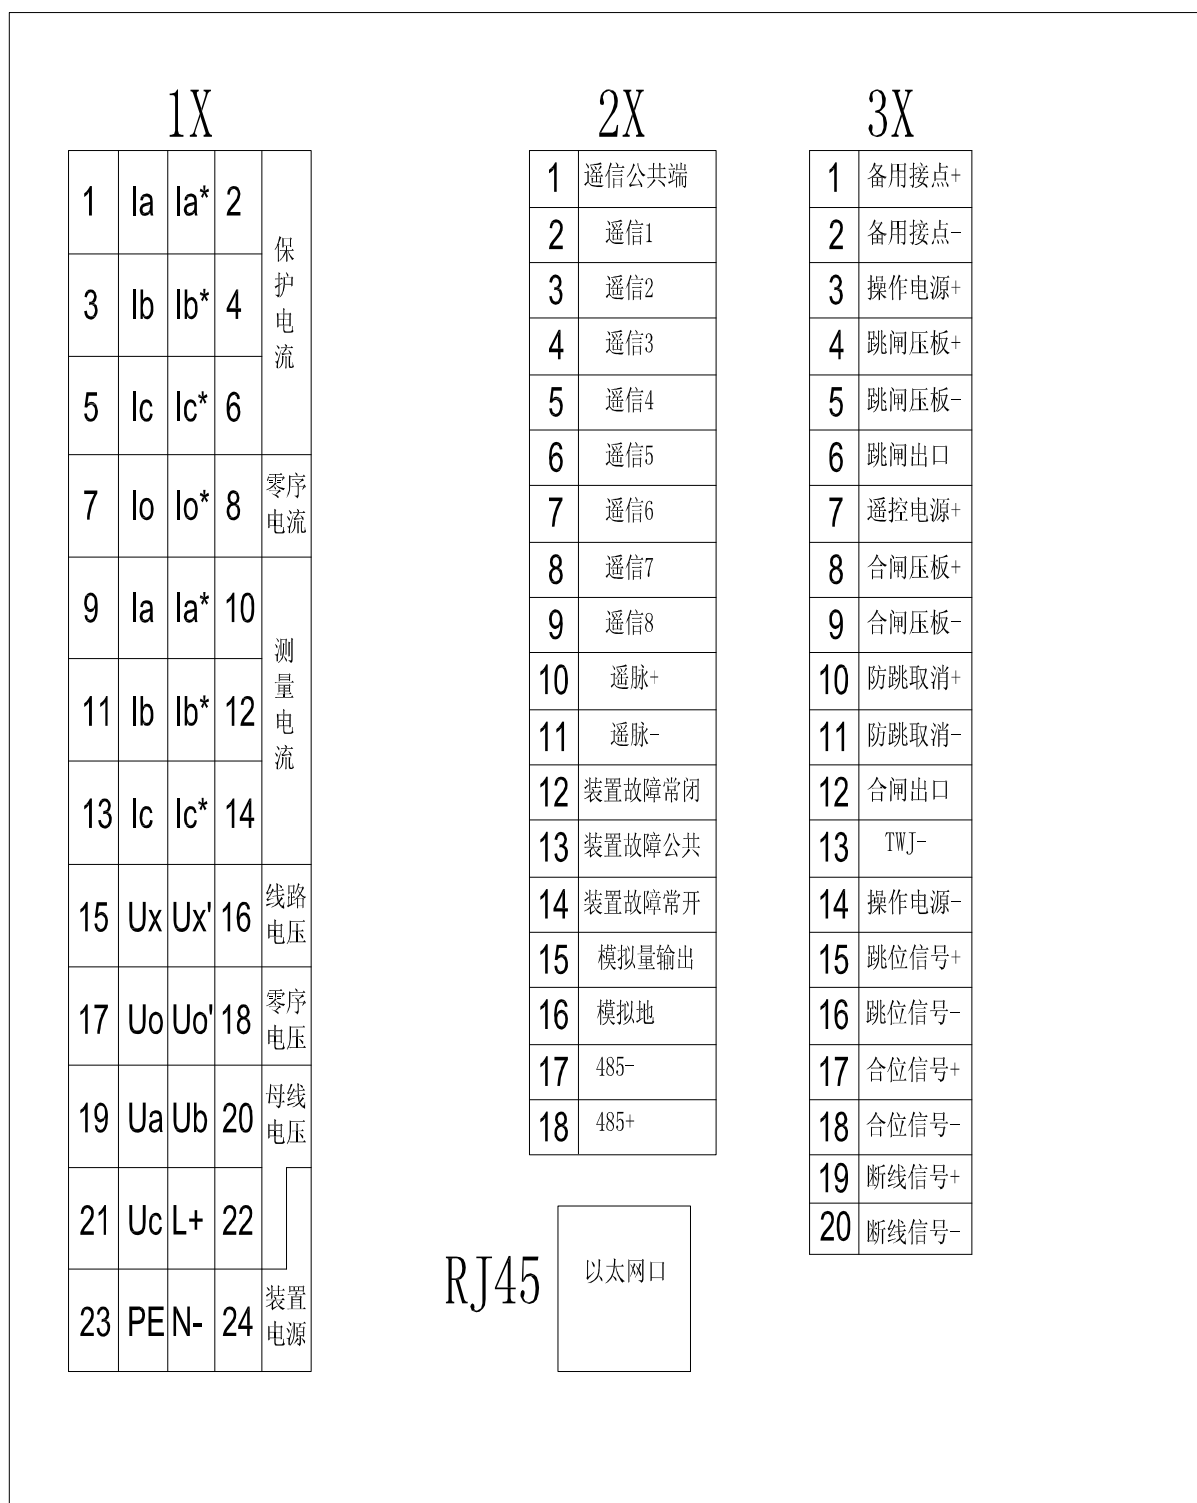 1X
1 Ia Ia* 2
3 Ib Ib* 4
5 Ic Ic* 6
保
护
电
流
7 Io Io* 8
零序
电流
9 Ia Ia* 10
11 Ib Ib* 12
13 Ic Ic* 14
测
量
电
流
15 Ux Ux' 16
线路
电压
17 Uo Uo' 18
零序
电压
19 Ua Ub 20
母线
电压
21 Uc L+ 22
23 PE N- 24
装置
电源
2X
1 遥信公共端
2 遥信1
3 遥信2
4 遥信3
5 遥信4
6 遥信5
7 遥信6
8 遥信7
9 遥信8
10 遥脉+
11 遥脉-
12 装置故障常闭
13 装置故障公共
14 装置故障常开
15 模拟量输出
16 模拟地
17 485-
18 485+
RJ45
以太网口
3X
1 备用接点+
2 备用接点-
3 操作电源+
4 跳闸压板+
5 跳闸压板-
6 跳闸出口
7 遥控电源+
8 合闸压板+
9 合闸压板-
10 防跳取消+
11 防跳取消-
12 合闸出口
13 TWJ-
14 操作电源-
15 跳位信号+
16 跳位信号-
17 合位信号+
18 合位信号-
19 断线信号+
20 断线信号-